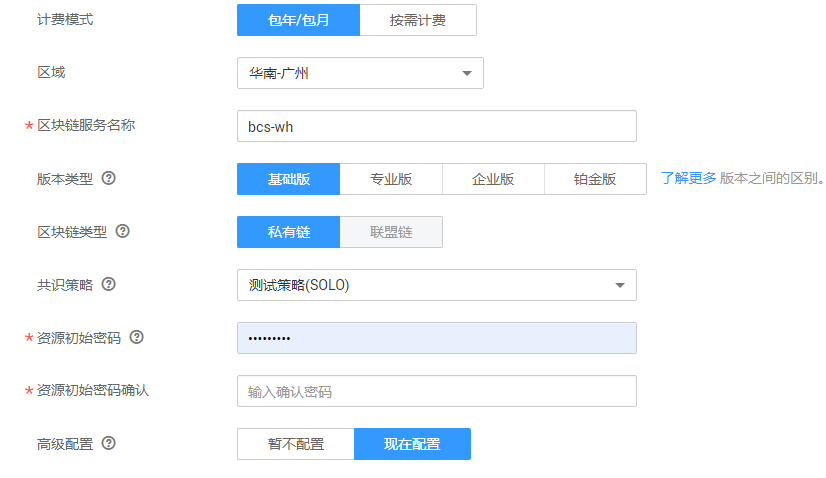 计费模式 包年/包月 按需计费
区域 华南-广州
* 区块链服务名称 bcs-wh
版本类型 基础版 专业版 企业版 铂金版 了解更多 版本之间的区别。
区块链类型 私有链 联盟链
共识策略 测试策略(SOLO)
* 资源初始密码 •••••••••
* 资源初始密码确认 输入确认密码
高级配置 暂不配置 现在配置